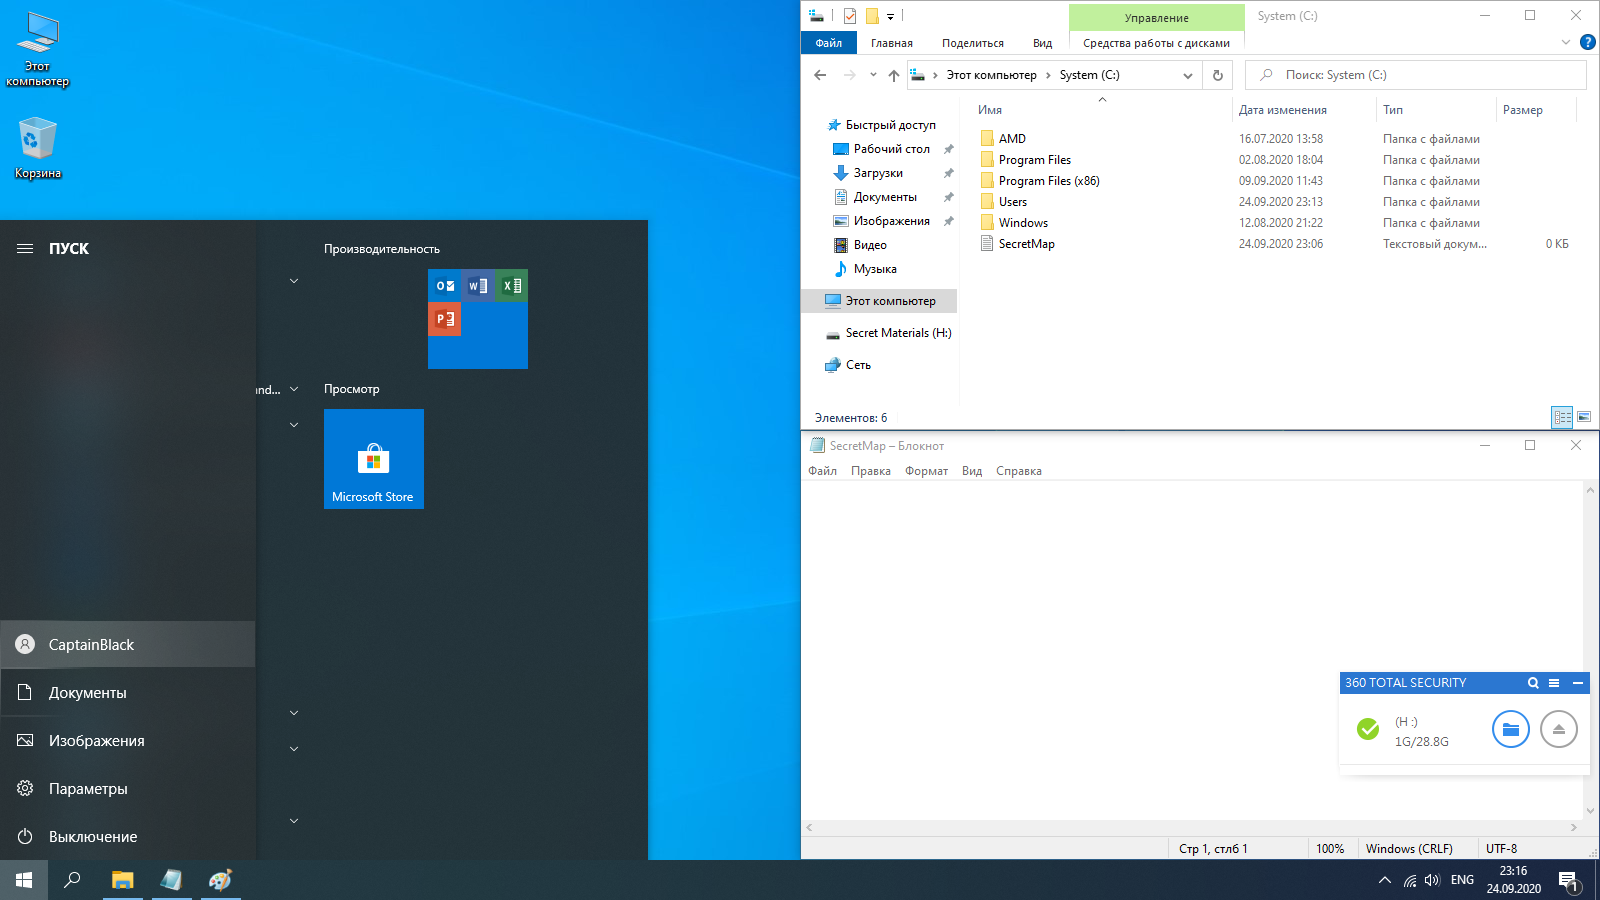 Этот
компьютер
Корзина
ПУСК
CaptainBlack
Документы
Изображения
Параметры
Выключение
Производительность
O
W
X
P
Просмотр
Microsoft Store
Управление
System (C:)
Файл
Главная
Поделиться
Вид
Средства работы с дисками
?
Этот компьютер
System (C:)
Поиск: System (C:)
Быстрый доступ
Рабочий стол
Загрузки
Документы
Изображения
Видео
Музыка
Этот компьютер
Secret Materials (H:)
Сеть
Имя Дата изменения Тип Размер
AMD 16.07.2020 13:58 Папка с файлами
Program Files 02.08.2020 18:04 Папка с файлами
Program Files (x86) 09.09.2020 11:43 Папка с файлами
Users 24.09.2020 23:13 Папка с файлами
Windows 12.08.2020 21:22 Папка с файлами
SecretMap 24.09.2020 23:06 Текстовый докум... 0 КБ
Элементов: 6
SecretMap – Блокнот
Файл Правка Формат Вид Справка
360 TOTAL SECURITY
(H :)
1G/28.8G
Стр 1, стлб 1
100%
Windows (CRLF)
UTF-8
ENG
23:16
24.09.2020
1